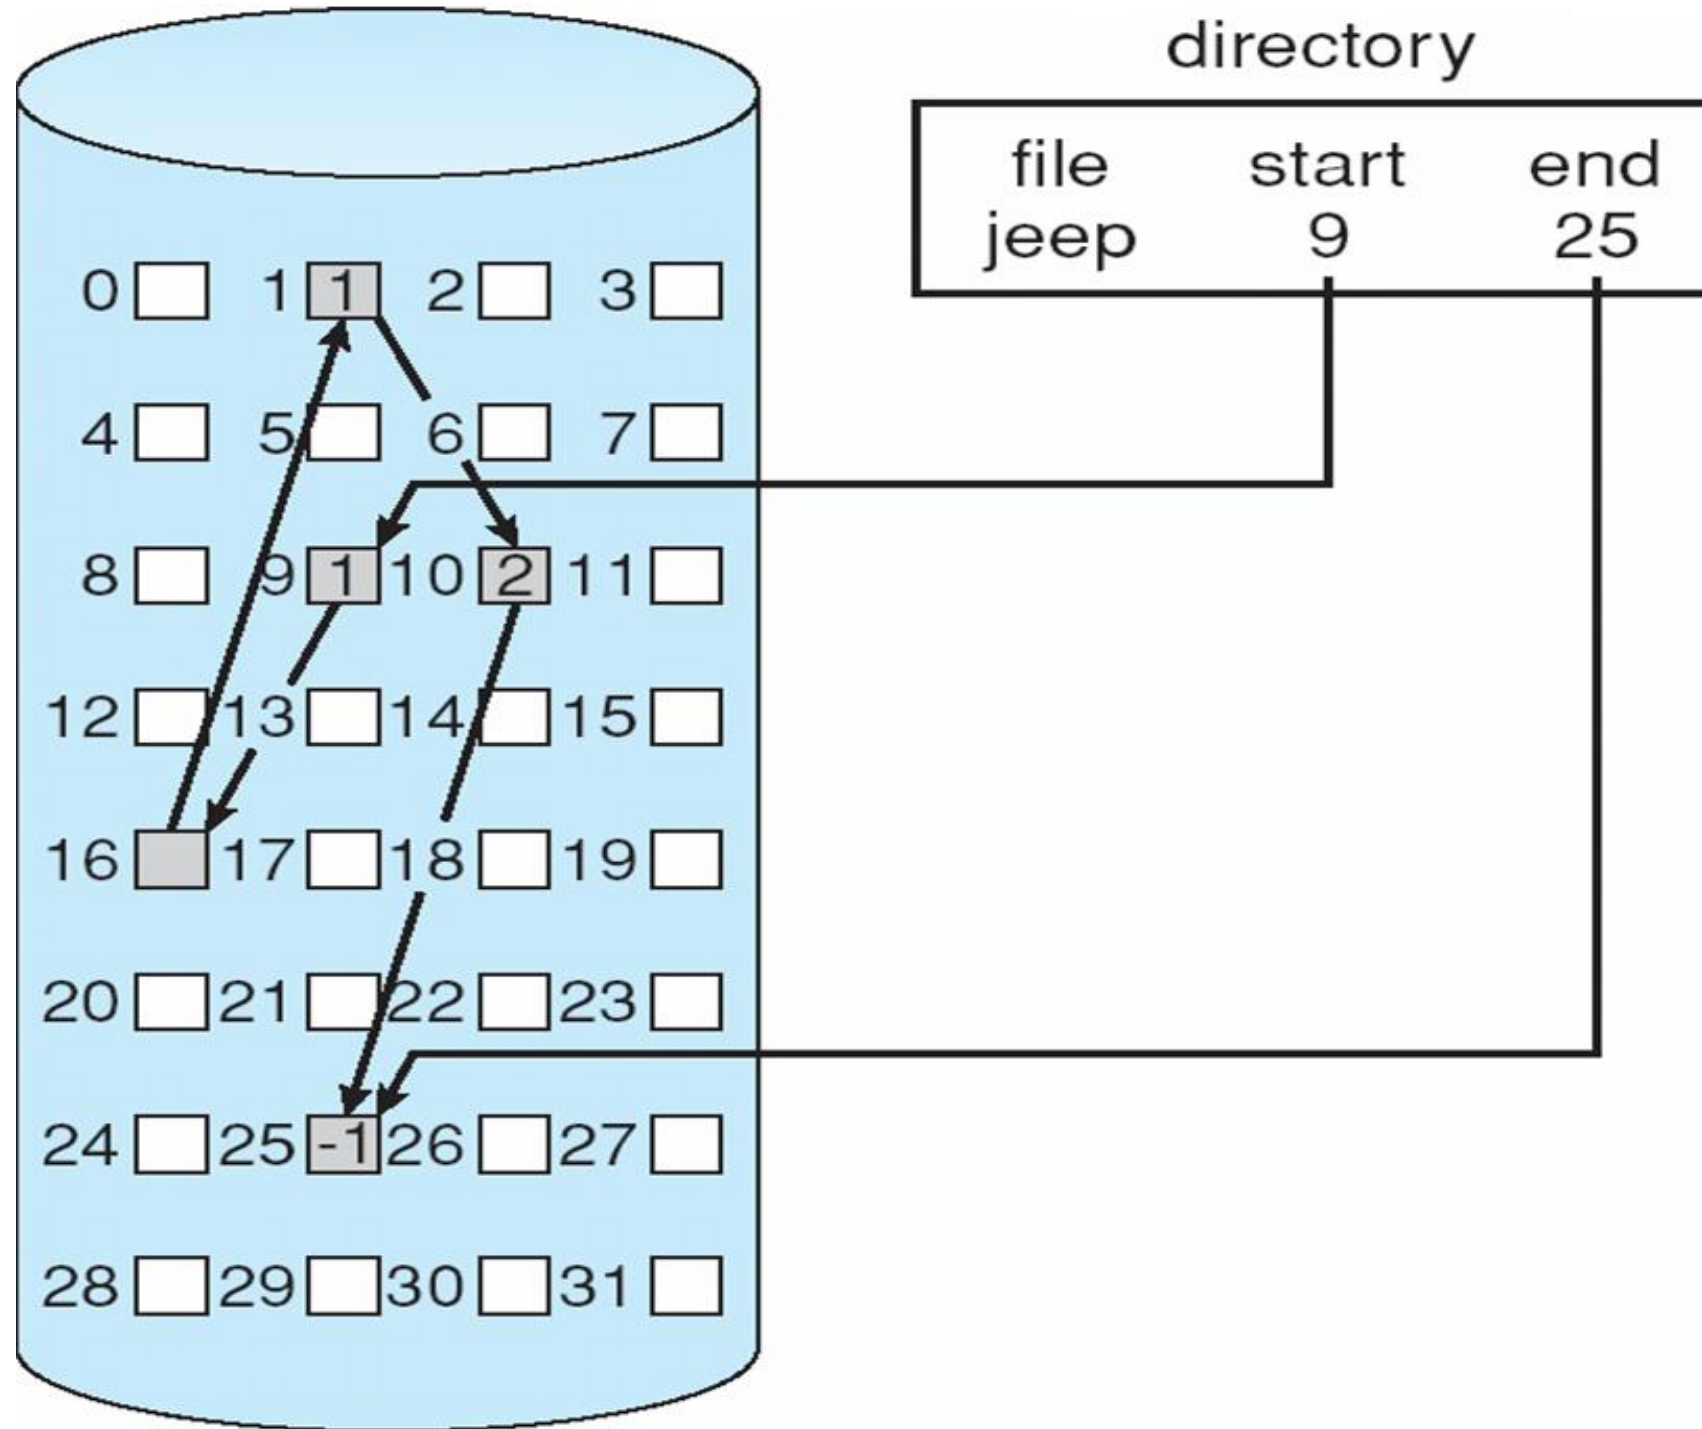 directory
file start end
jeep 9 25
0 1 1 2 3
4 5 6 7
8 9 1 10 2 11
12 13 14 15
16 17 18 19
20 21 22 23
24 25 -1 26 27
28 29 30 31